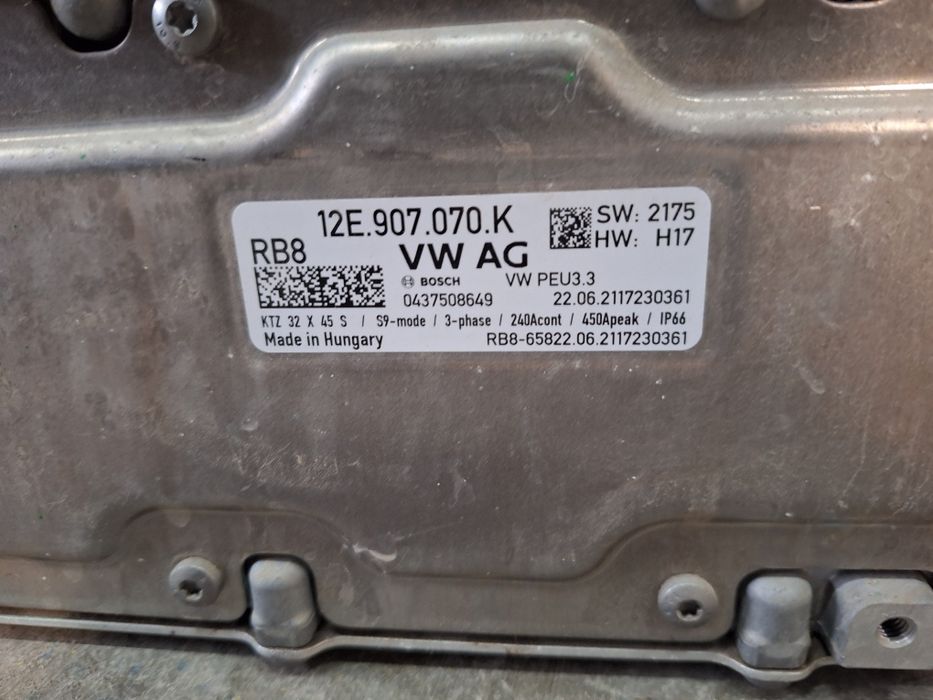 12E.907.070.K
SW: 2175
HW: H17
RB8
VW AG
BOSCH
VW PEU3.3
0437508649
22.06.2117230361
KTZ 32 X 45 S / S9-mode / 3-phase / 240Acont / 450Apeak / IP66
Made in Hungary
RB8-65822.06.2117230361